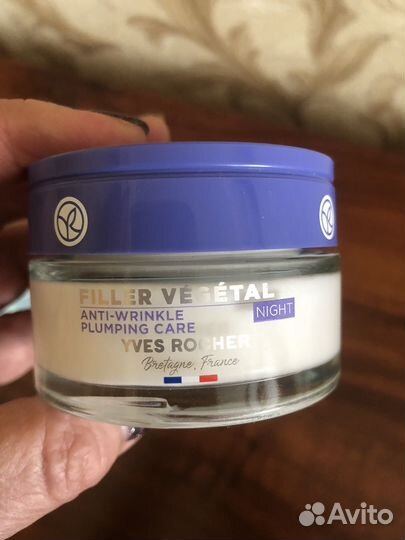 FILLER VÉGÉTAL
ANTI-WRINKLE NIGHT
PLUMPING CARE
YVES ROCHER
Bretagne, France
Avito